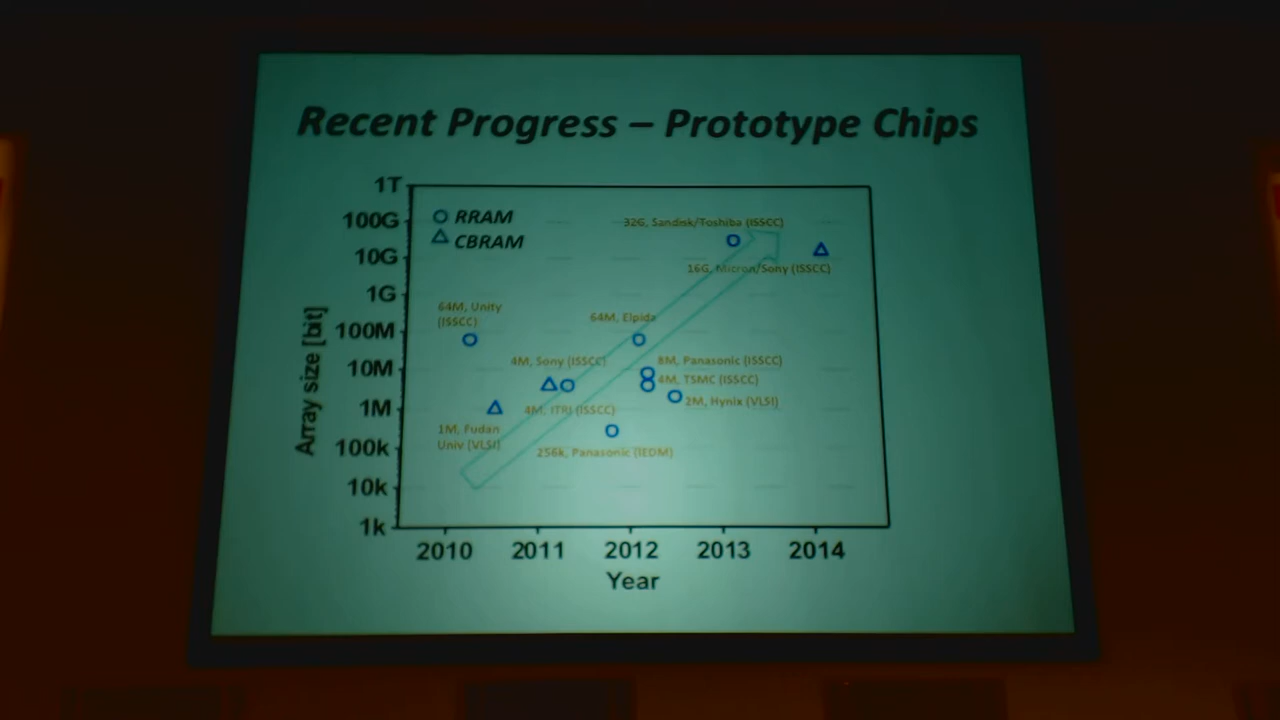 Recent Progress – Prototype Chips
1T
100G
10G
1G
100M
10M
1M
100k
10k
1k
Array size [bit]
RRAM
CBRAM
32G, Sandisk/Toshiba (ISSCC)
16G, Micron/Sony (ISSCC)
64M, Unity
(ISSCC)
64M, Elpida
4M, Sony (ISSCC)
8M, Panasonic (ISSCC)
4M, TSMC (ISSCC)
2M, Hynix (VLSI)
4M, ITRI (ISSCC)
1M, Fudan
Univ (VLSI)
256k, Panasonic (IEDM)
2010 2011 2012 2013 2014
Year